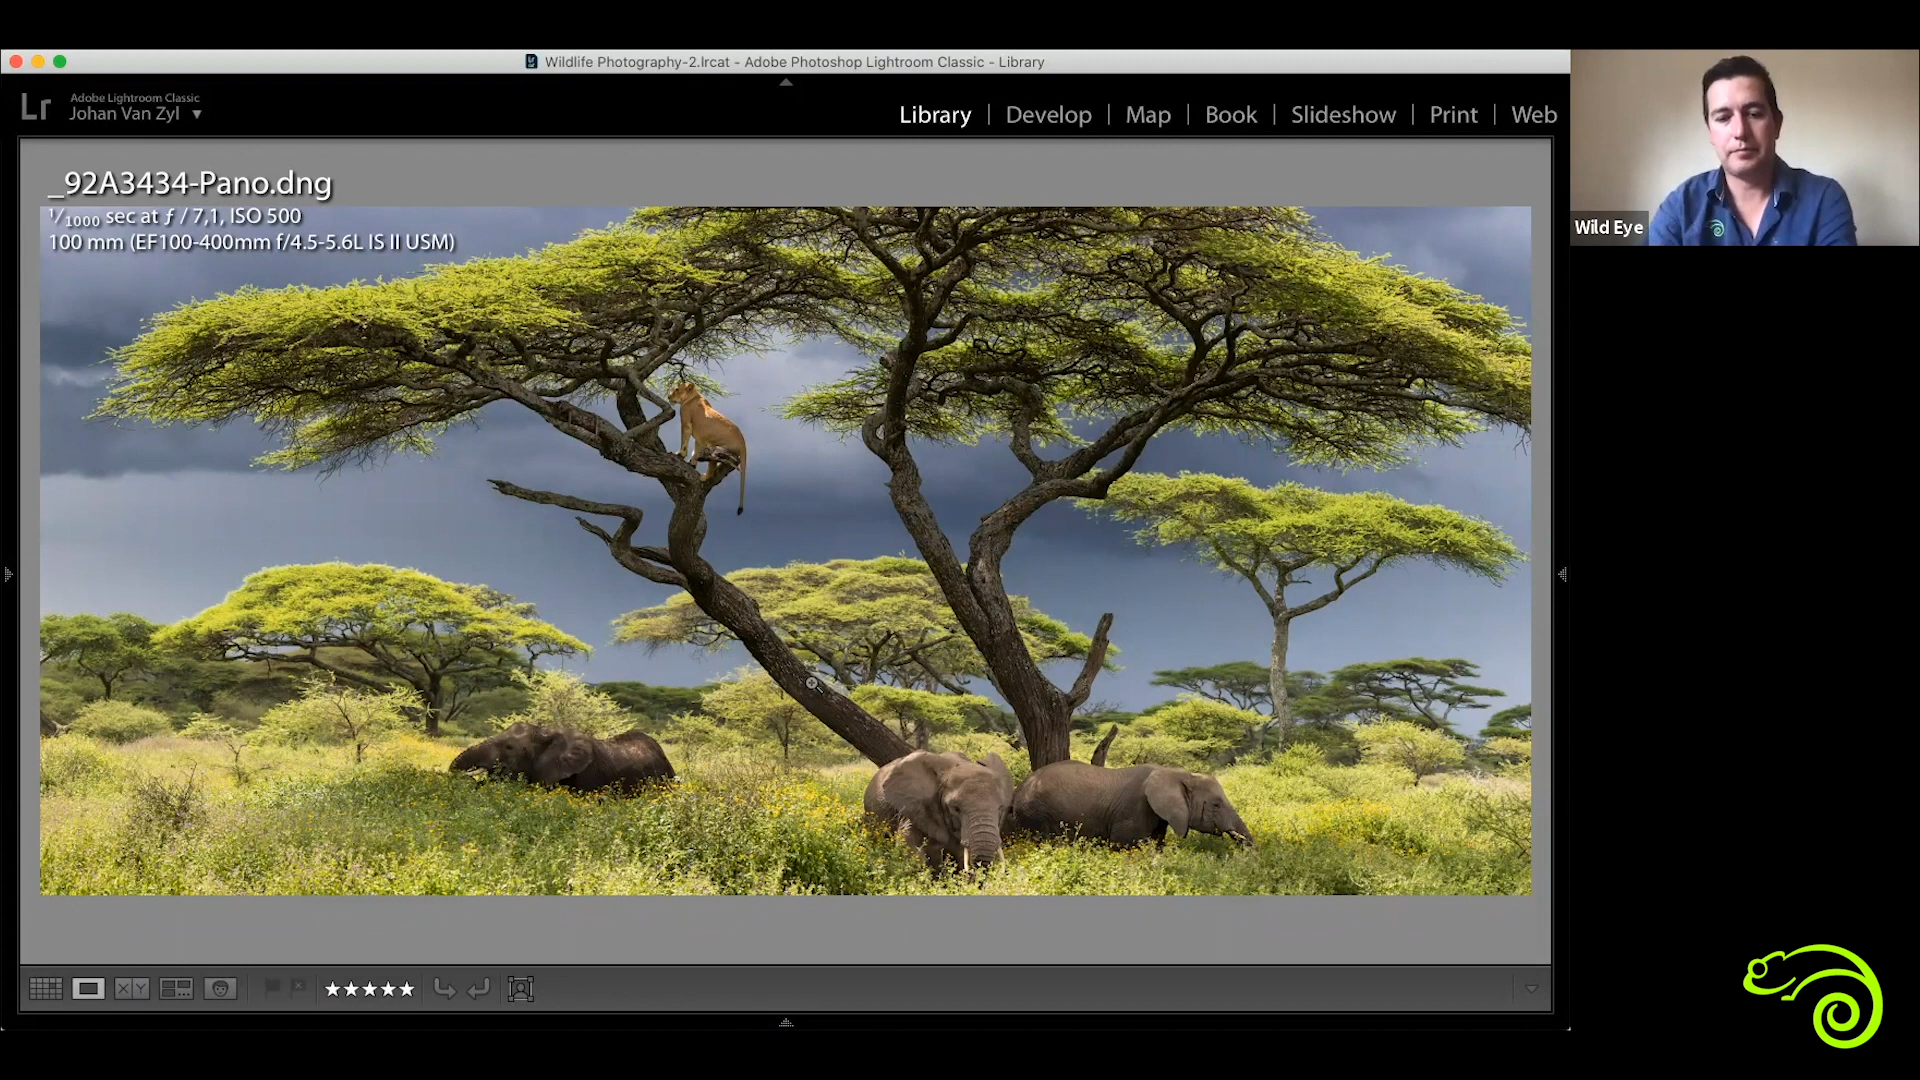 Wildlife Photography-2.lrcat - Adobe Photoshop Lightroom Classic - Library
Lr
Adobe Lightroom Classic
Johan Van Zyl ▼
Library | Develop | Map | Book | Slideshow | Print | Web
_92A3434-Pano.dng
1/1000 sec at ƒ / 7,1, ISO 500
100 mm (EF100-400mm f/4.5-5.6L IS II USM)
Wild Eye
XY